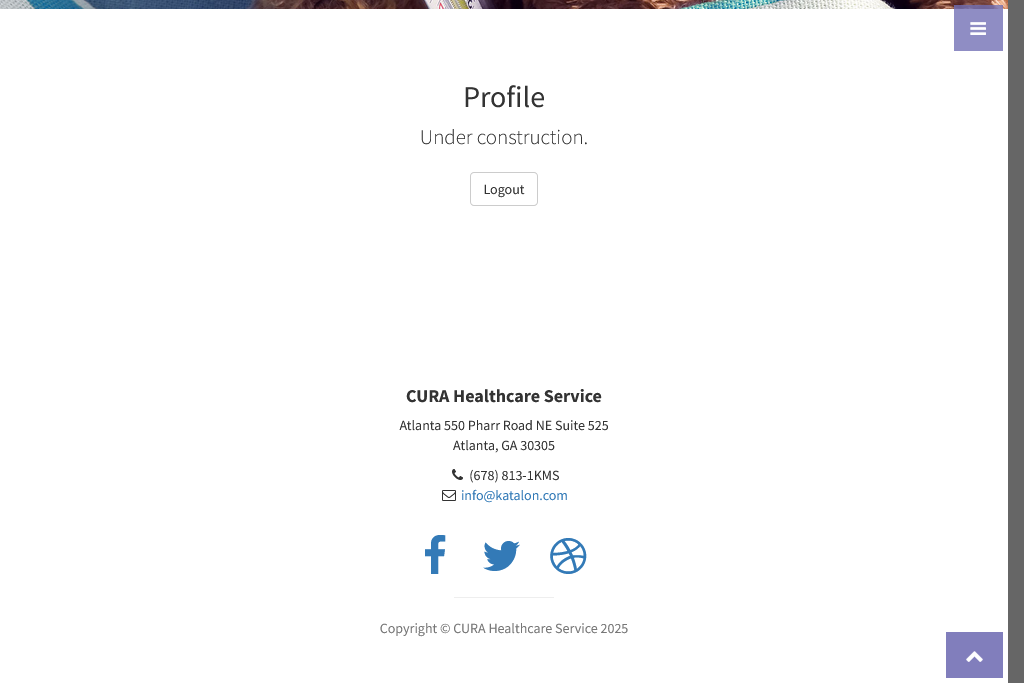 Profile
Under construction.
Logout
CURA Healthcare Service
Atlanta 550 Pharr Road NE Suite 525
Atlanta, GA 30305
(678) 813-1KMS
info@katalon.com
Copyright © CURA Healthcare Service 2025